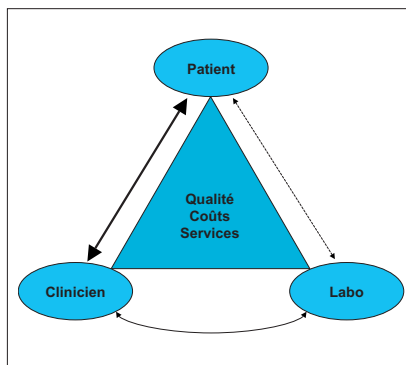 Patient
Qualité
Coûts
Services
Clinicien
Labo